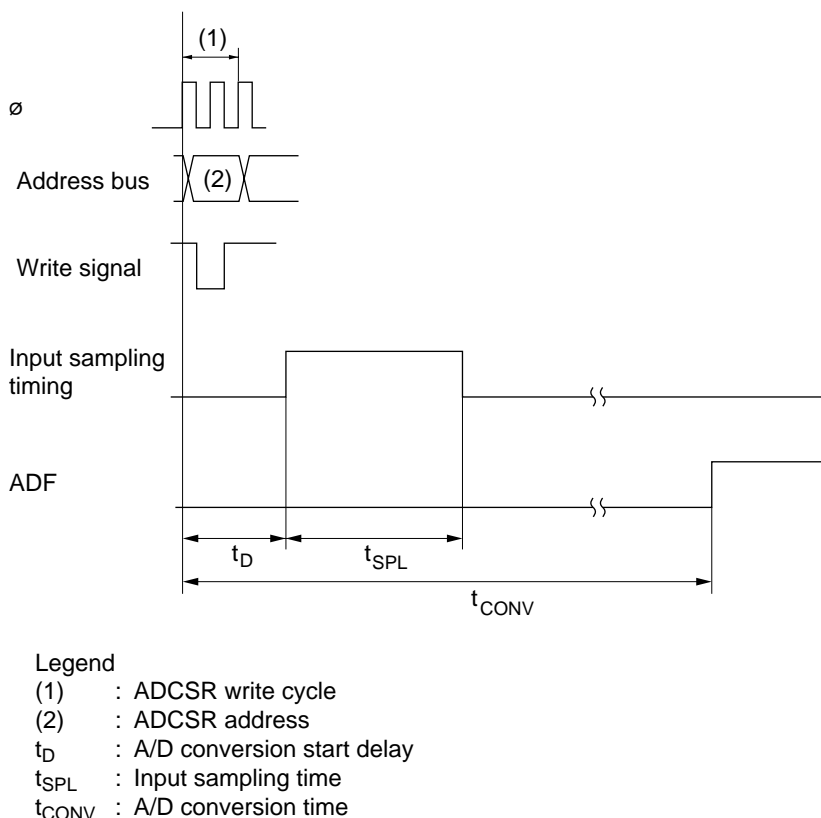 (1)
ø
Address bus
(2)
Write signal
Input sampling
timing
ADF
tD
tSPL
tCONV
Legend
(1) : ADCSR write cycle
(2) : ADCSR address
tD : A/D conversion start delay
tSPL : Input sampling time
tCONV : A/D conversion time